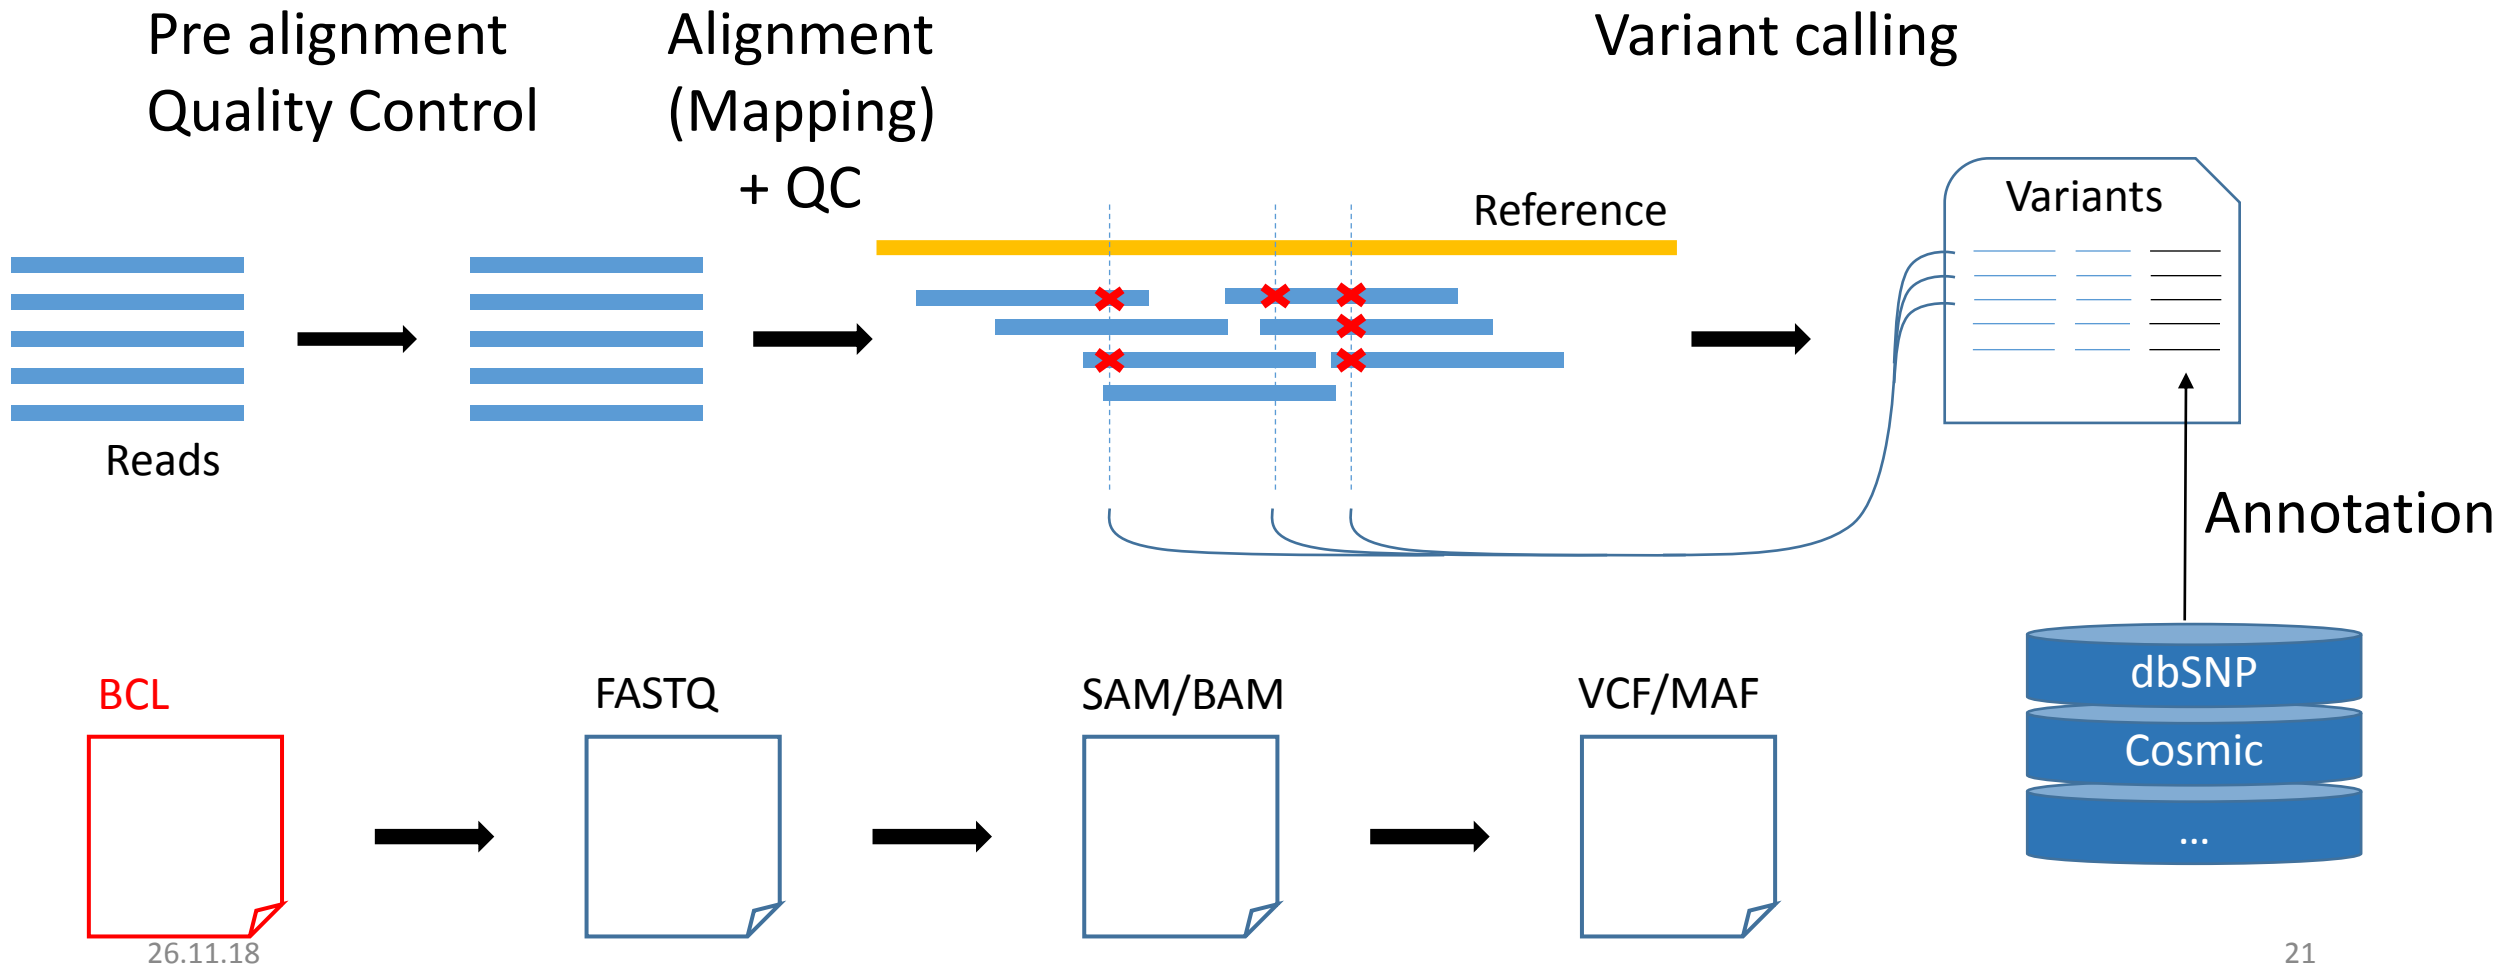 Pre alignment
Quality Control
Alignment
(Mapping)
+ QC
Variant calling
Reference
Variants
Reads
Annotation
BCL
FASTQ
SAM/BAM
VCF/MAF
dbSNP
Cosmic
...
26.11.18
21